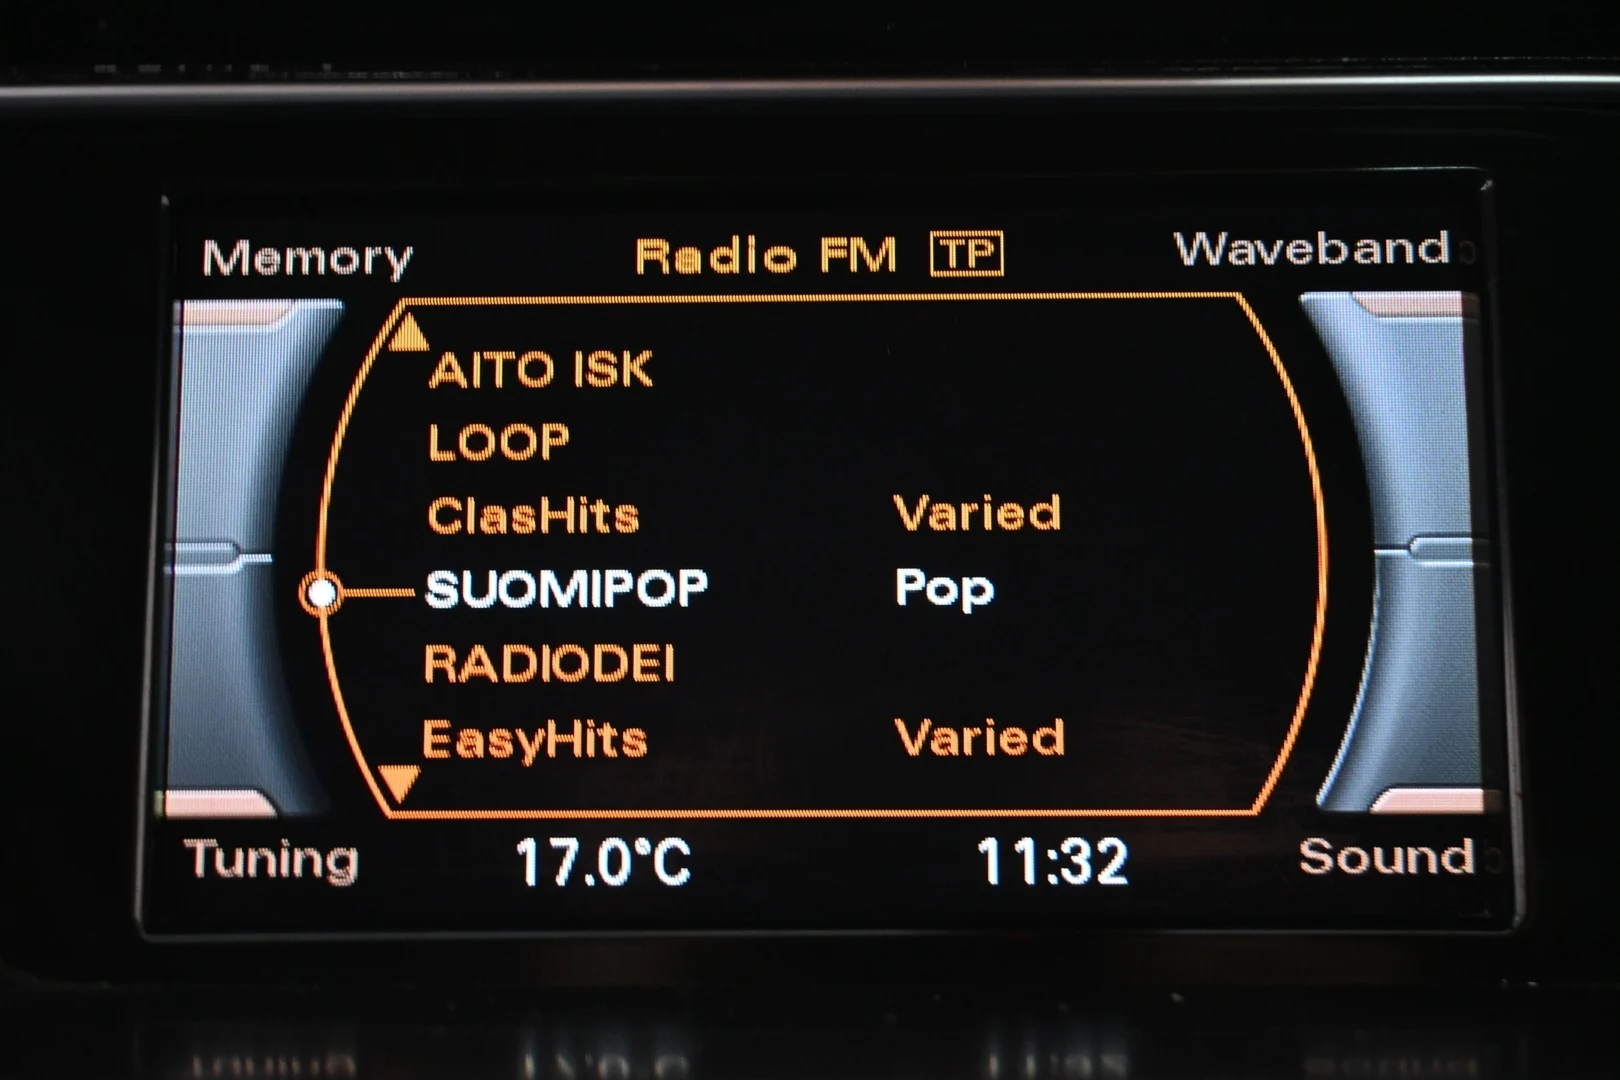 Memory Radio FM TP Waveband
AITO ISK
LOOP
ClasHits Varied
SUOMIPOP Pop
RADIODEI
EasyHits Varied
Tuning 17.0°C 11:32 Sound